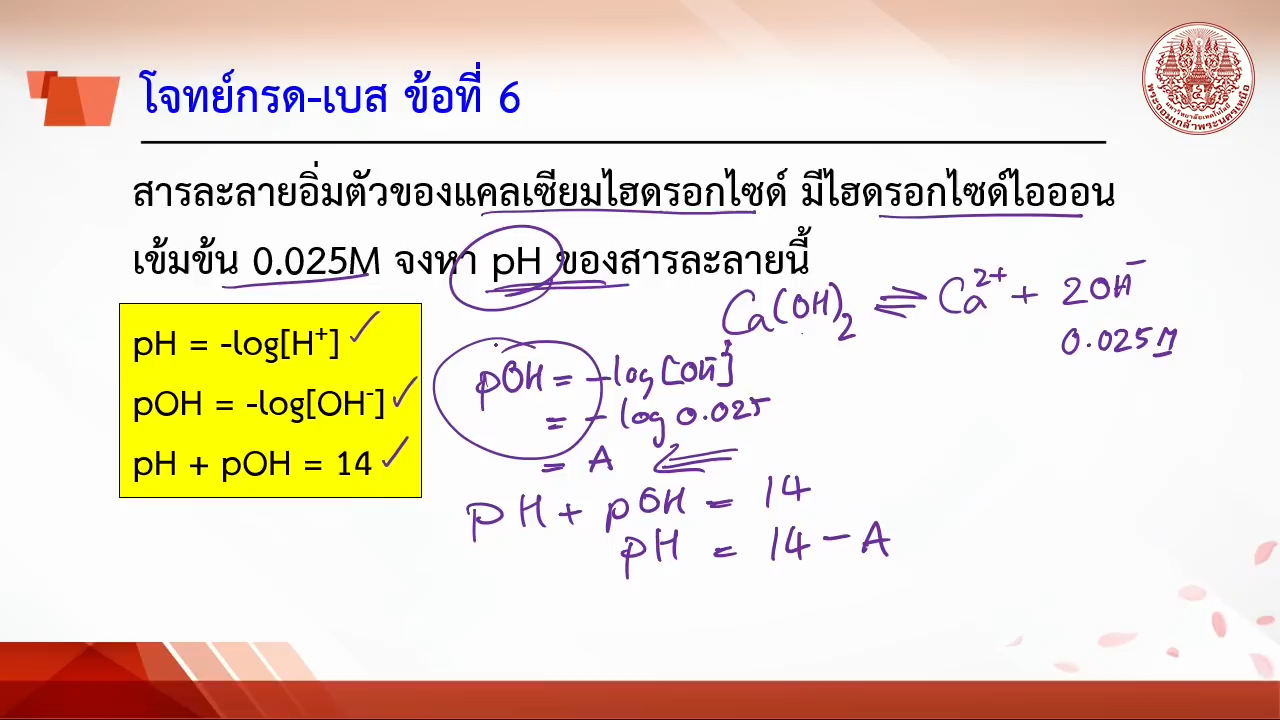 โจทย์กรด-เบส ข้อที่ 6
สารละลายอิ่มตัวของแคลเซียมไฮดรอกไซด์ มีไฮดรอกไซด์ไอออน
เข้มข้น 0.025M จงหา pH ของสารละลายนี้
Ca(OH)₂ ⇌ Ca²⁺ + 2OH⁻
0.025M
pH = -log[H⁺] ✓
pOH = -log[OH⁻] ✓
pH + pOH = 14 ✓
pOH = -log[OH⁻]
= -log 0.025
= A
pH + pOH = 14
pH = 14 - A